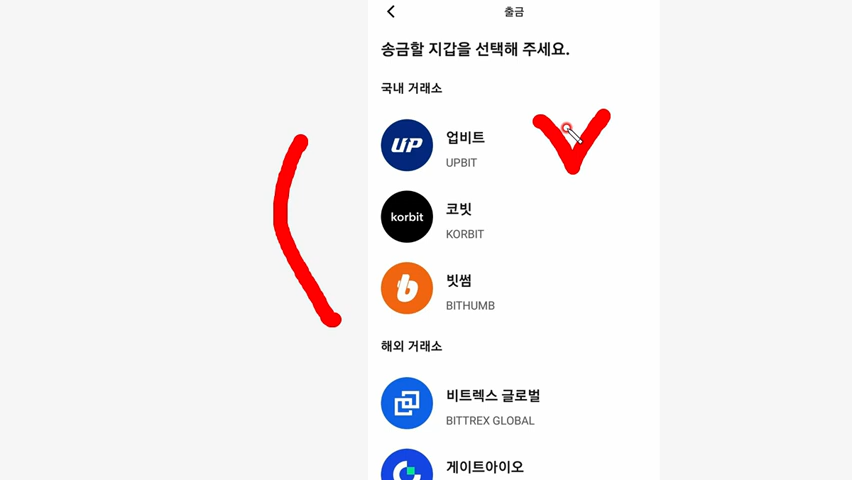 출금
송금할 지갑을 선택해 주세요.
국내 거래소
UP
업비트
UPBIT
korbit
코빗
KORBIT
b
빗썸
BITHUMB
해외 거래소
비트렉스 글로벌
BITTREX GLOBAL
게이트아이오